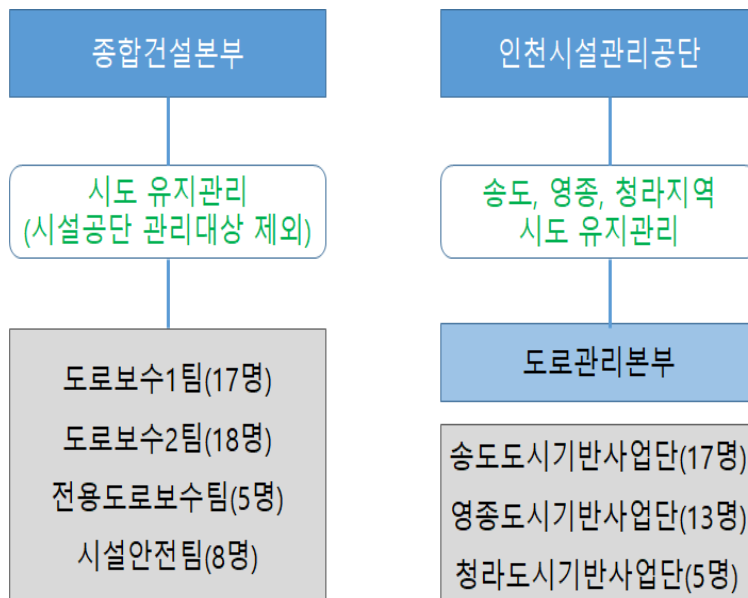 종합건설본부
시도 유지관리
(시설공단 관리대상 제외)
도로보수1팀(17명)
도로보수2팀(18명)
전용도로보수팀(5명)
시설안전팀(8명)
인천시설관리공단
송도, 영종, 청라지역
시도 유지관리
도로관리본부
송도도시기반사업단(17명)
영종도시기반사업단(13명)
청라도시기반사업단(5명)